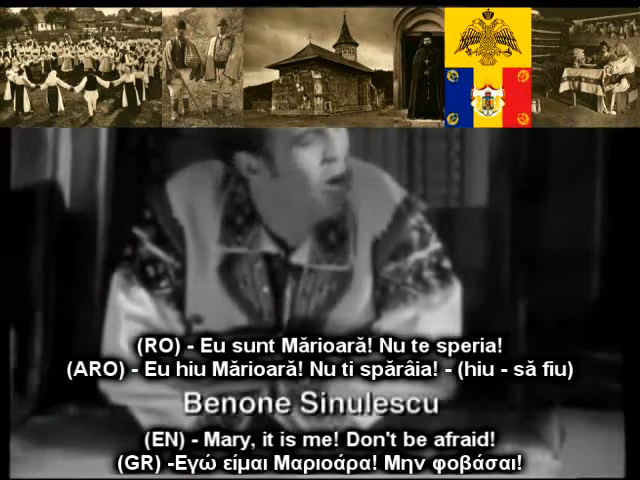 (RO) - Eu sunt Mărioară! Nu te speria!
(ARO) - Eu hiu Mărioară! Nu ti spărâia! - (hiu - să fiu)
Benone Sinulescu
(EN) - Mary, it is me! Don't be afraid!
(GR) -Εγώ είμαι Μαριοάρα! Μην φοβάσαι!